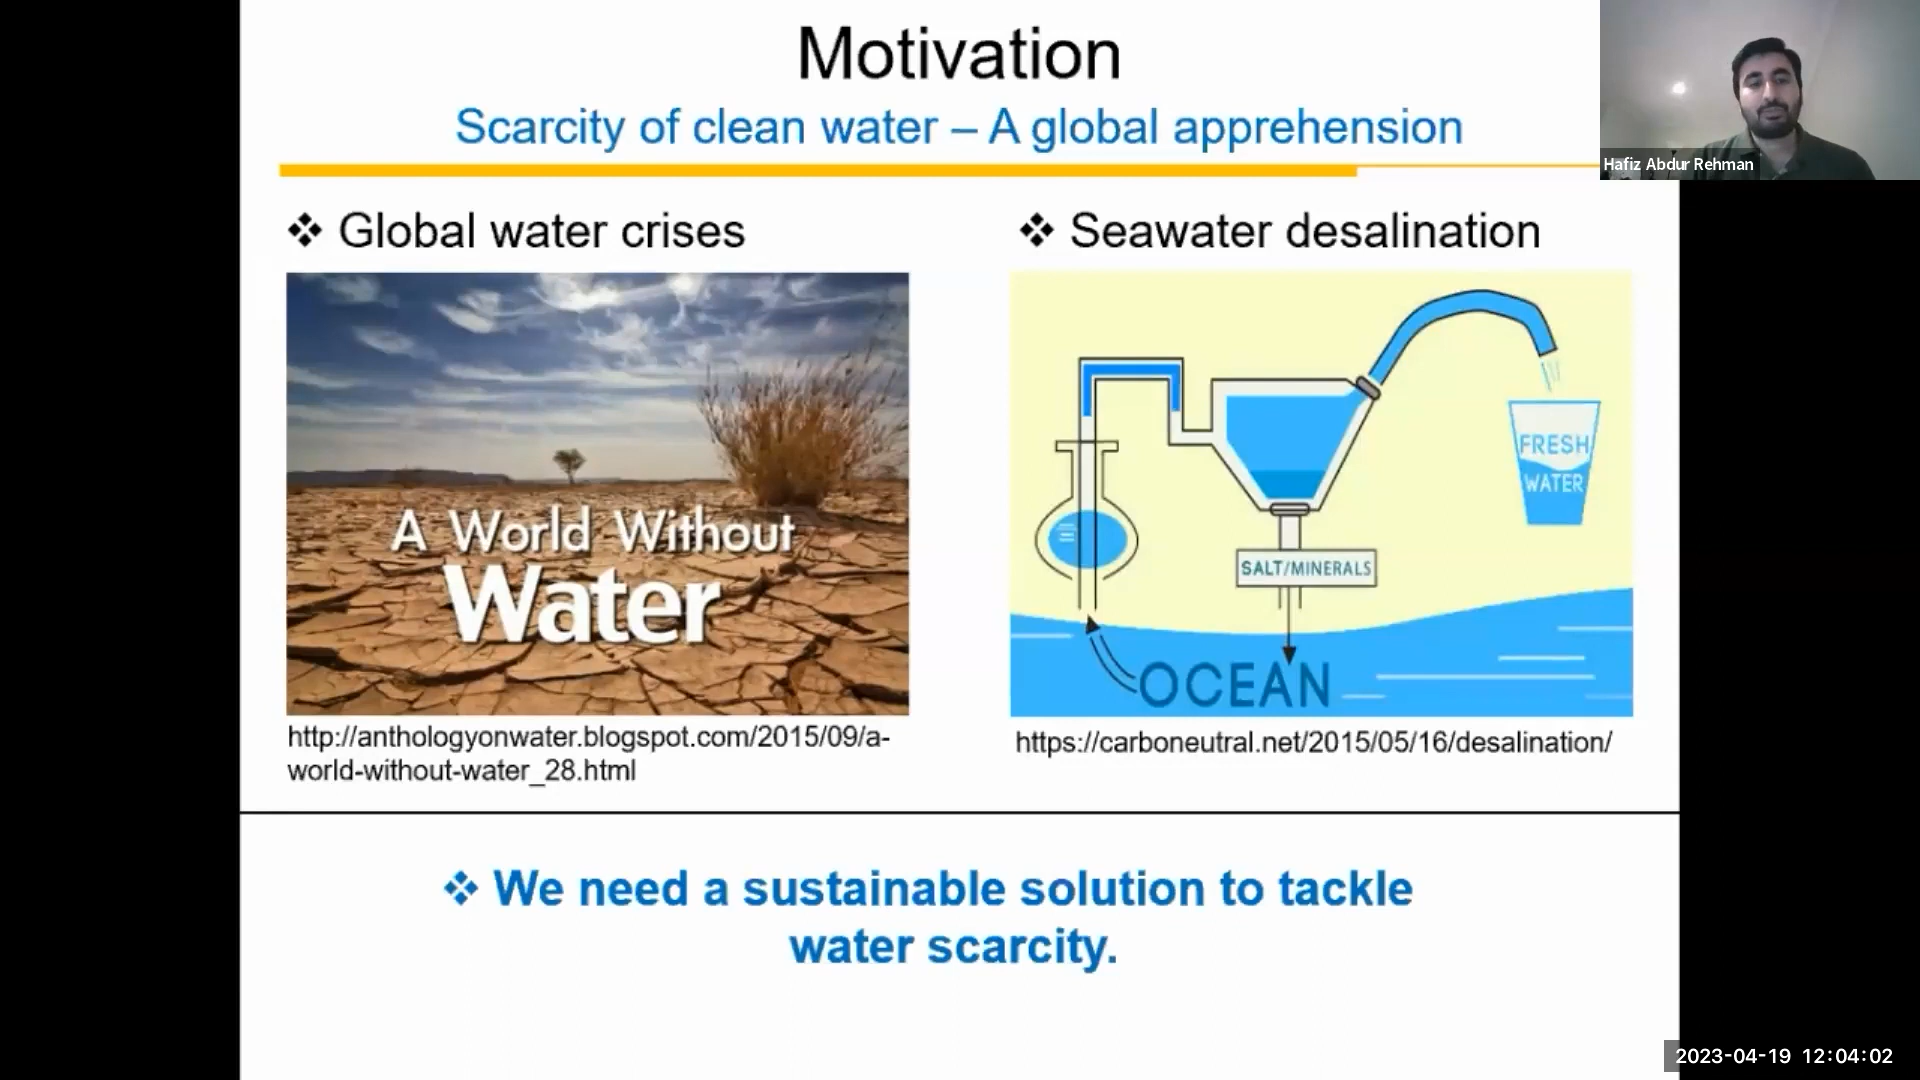 Motivation
Scarcity of clean water – A global apprehension
Hafiz Abdur Rehman
❖ Global water crises
A World Without
Water
http://anthologyonwater.blogspot.com/2015/09/a-
world-without-water_28.html
❖ Seawater desalination
FRESH
WATER
SALT/MINERALS
OCEAN
https://carboneutral.net/2015/05/16/desalination/
❖ We need a sustainable solution to tackle
water scarcity.
2023-04-19 12:04:02